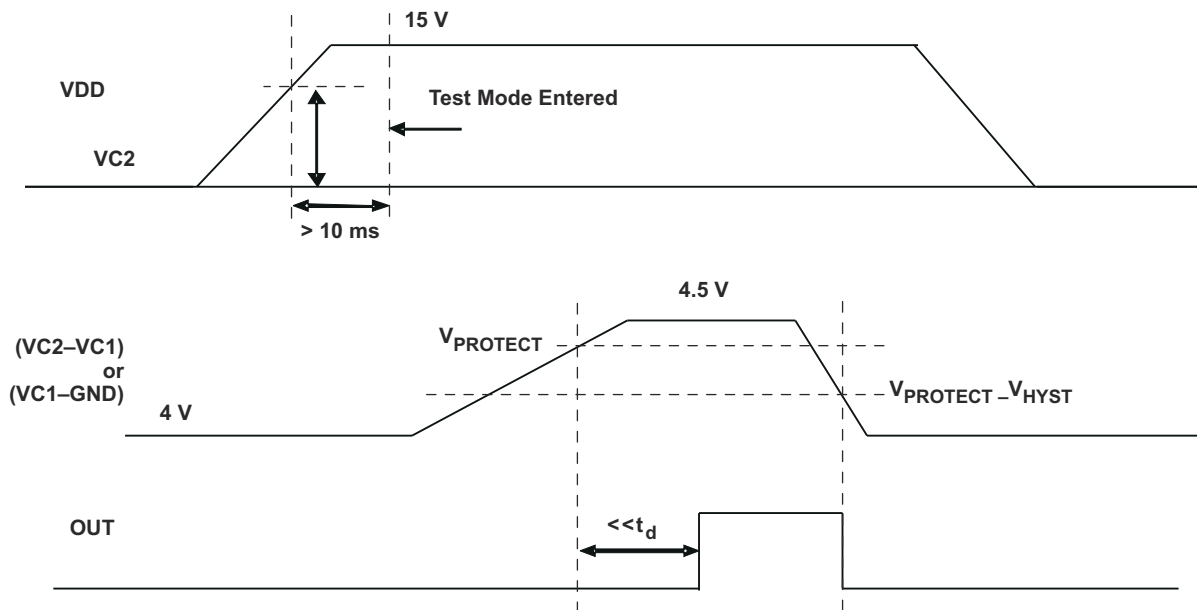 15 V
VDD
Test Mode Entered
VC2
> 10 ms
4.5 V
VPROTECT
(VC2–VC1)
or
(VC1–GND)
VPROTECT –VHYST
4 V
OUT
<<td